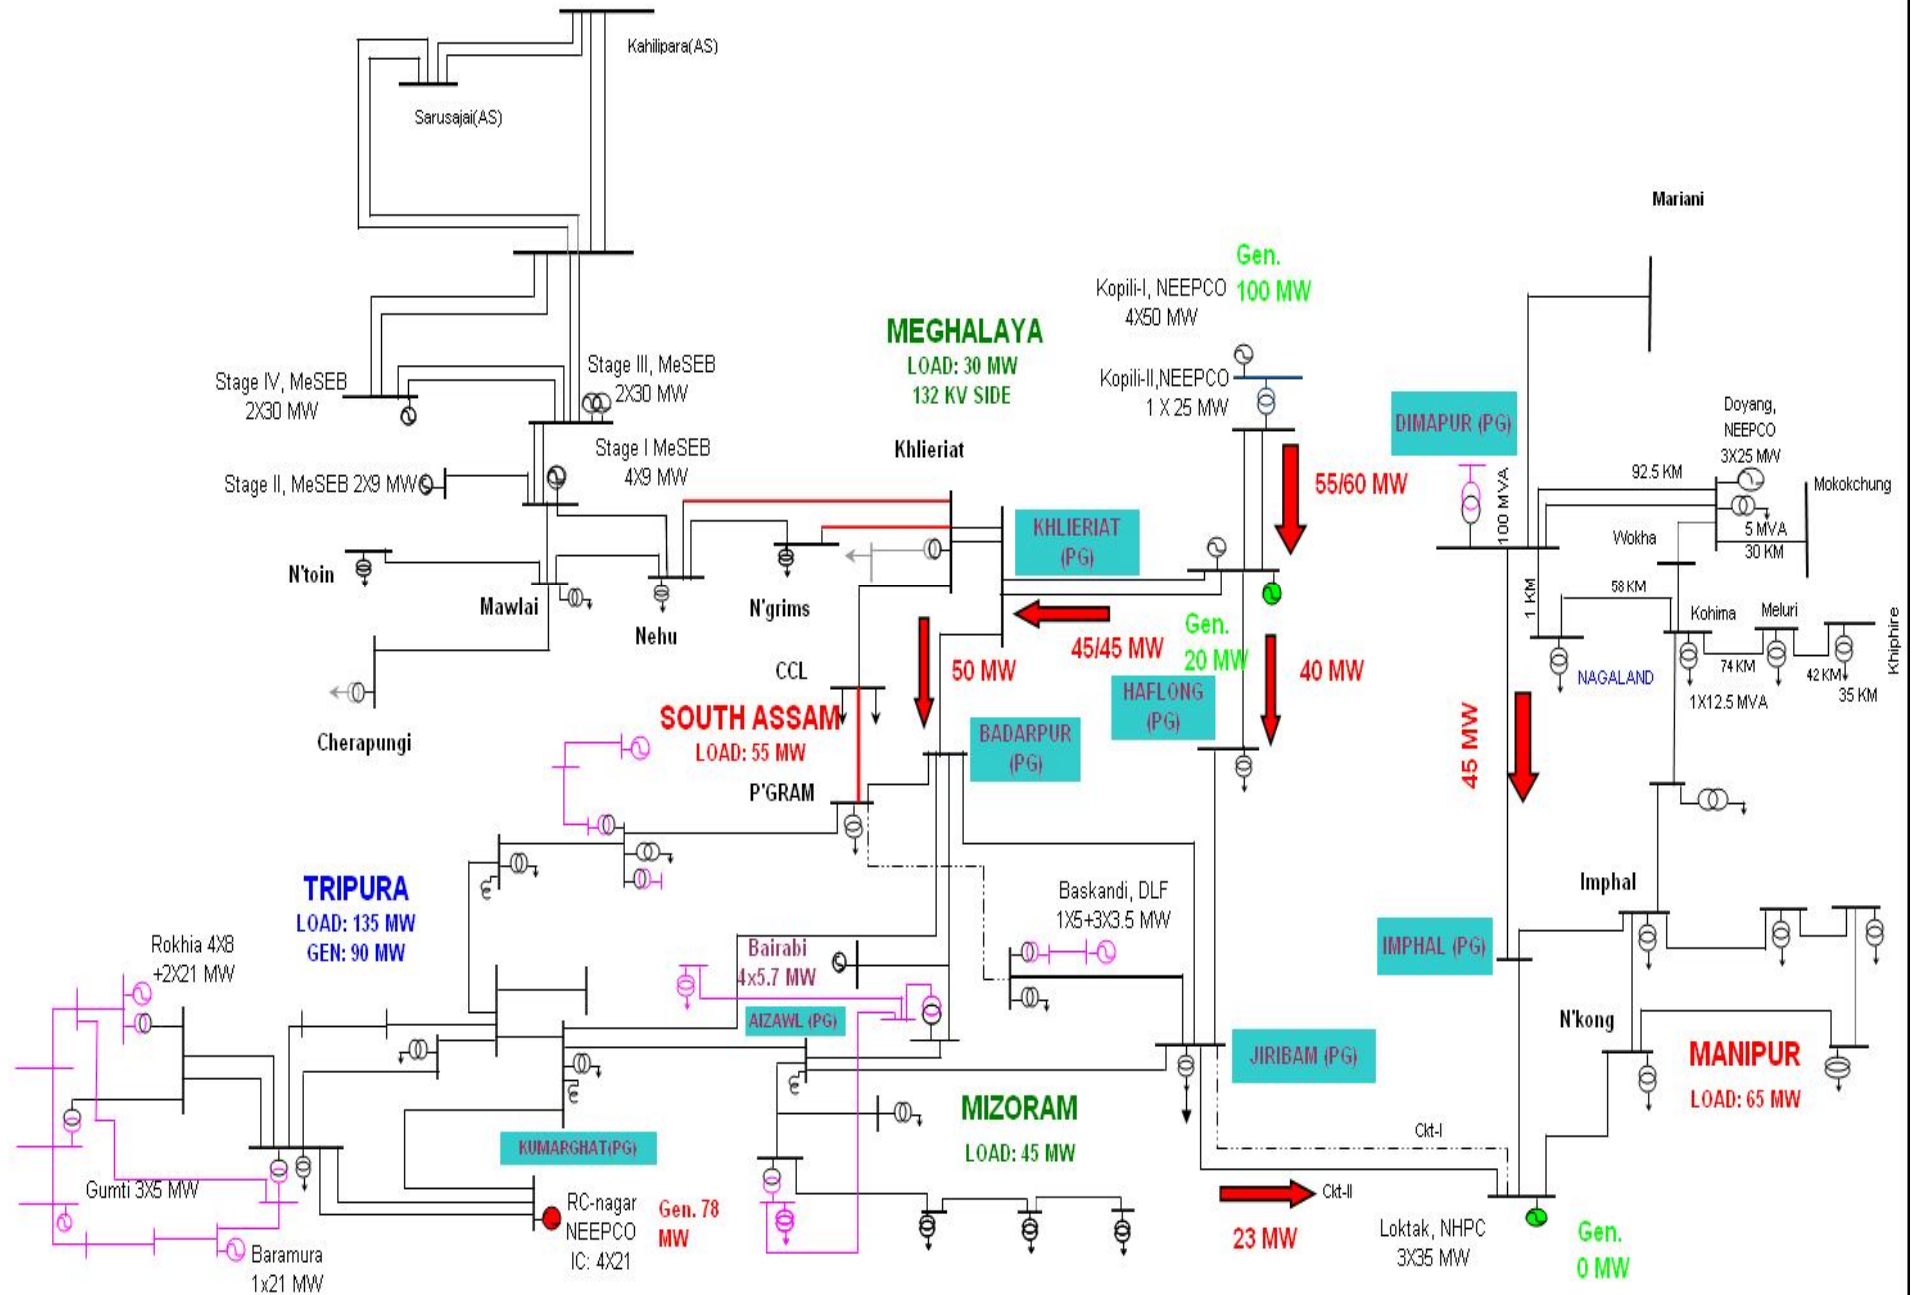 Kahilipara(AS)
Sarusajai(AS)
Mariani
Gen.
100 MW
Kopili-I, NEEPCO
4X50 MW
MEGHALAYA
LOAD: 30 MW
132 KV SIDE
Stage III, MeSEB
2X30 MW
Stage IV, MeSEB
2X30 MW
Kopili-II,NEEPCO
1 X 25 MW
DIMAPUR (PG)
Doyang,
NEEPCO
3X25 MW
Stage I MeSEB
4X9 MW
Khlieriat
Stage II, MeSEB 2X9 MW
55/60 MW
100 MVA
92.5 KM
Mokokchung
5 MVA
30 KM
Wokha
KHLIERIAT
(PG)
N'toin
Mawlai
Nehu
N'grims
1 KM
58 KM
Kohima
Meluri
Khiphire
74 KM
42 KM
35 KM
1X12.5 MVA
NAGALAND
Gen.
20 MW
45/45 MW
50 MW
40 MW
CCL
HAFLONG
(PG)
45 MW
Cherapungi
SOUTH ASSAM
LOAD: 55 MW
BADARPUR
(PG)
P'GRAM
TRIPURA
LOAD: 135 MW
GEN: 90 MW
Baskandi, DLF
1X5+3X3.5 MW
Imphal
IMPHAL (PG)
Rokhia 4X8
+2X21 MW
Bairabi
4x5.7 MW
AIZAWL (PG)
N'kong
JIRIBAM (PG)
MANIPUR
LOAD: 65 MW
MIZORAM
LOAD: 45 MW
Ckt-I
KUMARGHAT(PG)
Gumti 3X5 MW
RC-nagar
NEEPCO
IC: 4X21
Gen. 78
MW
Ckt-II
23 MW
Loktak, NHPC
3X35 MW
Gen.
0 MW
Baramura
1x21 MW